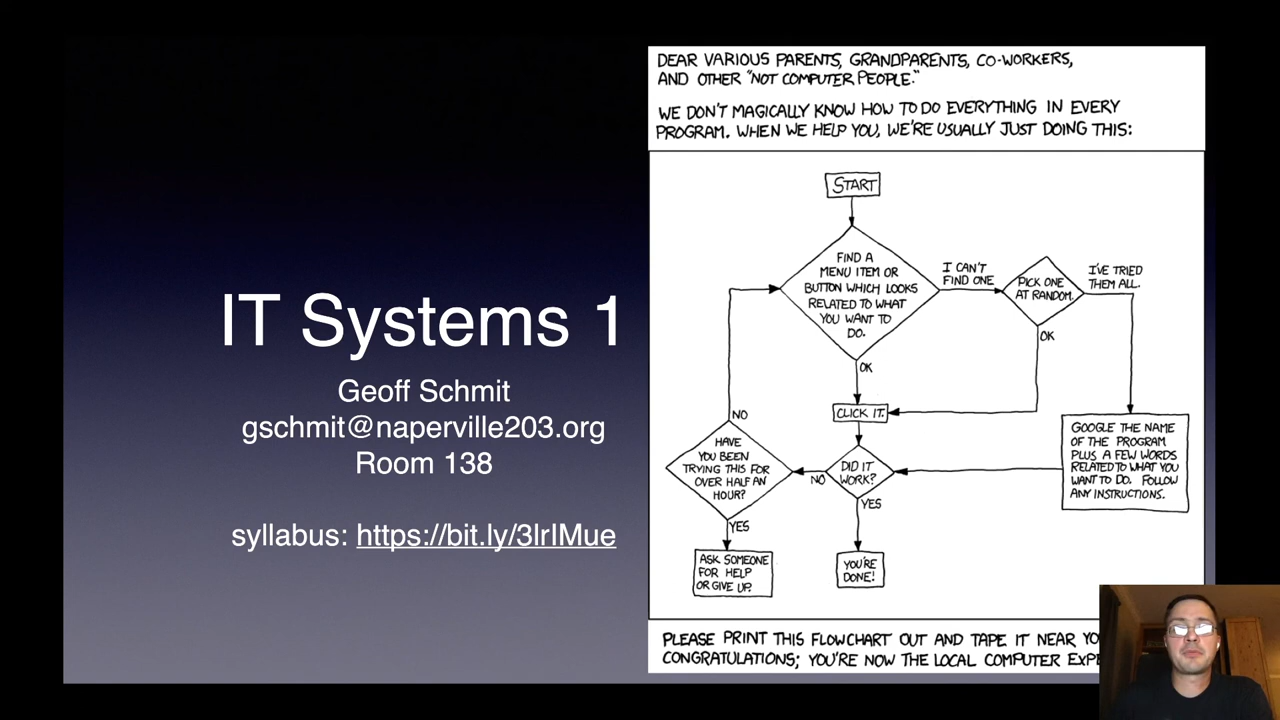 IT Systems 1
Geoff Schmit
gschmit@naperville203.org
Room 138
syllabus: https://bit.ly/3lrIMue
DEAR VARIOUS PARENTS, GRANDPARENTS, CO-WORKERS,
AND OTHER "NOT COMPUTER PEOPLE."
WE DON'T MAGICALLY KNOW HOW TO DO EVERYTHING IN EVERY
PROGRAM. WHEN WE HELP YOU, WE'RE USUALLY JUST DOING THIS:
START
FIND A
MENU ITEM OR
BUTTON WHICH LOOKS
RELATED TO WHAT
YOU WANT TO
DO.
I CAN'T
FIND ONE
PICK ONE
AT RANDOM.
I'VE TRIED
THEM ALL.
OK
OK
CLICK IT.
GOOGLE THE NAME
OF THE PROGRAM
PLUS A FEW WORDS
RELATED TO WHAT YOU
WANT TO DO. FOLLOW
ANY INSTRUCTIONS.
DID IT
WORK?
NO
YES
HAVE
YOU BEEN
TRYING THIS FOR
OVER HALF AN
HOUR?
NO
YES
ASK SOMEONE
FOR HELP
OR GIVE UP.
YOU'RE
DONE!
PLEASE PRINT THIS FLOWCHART OUT AND TAPE IT NEAR
CONGRATULATIONS; YOU'RE NOW THE LOCAL COMPUTER